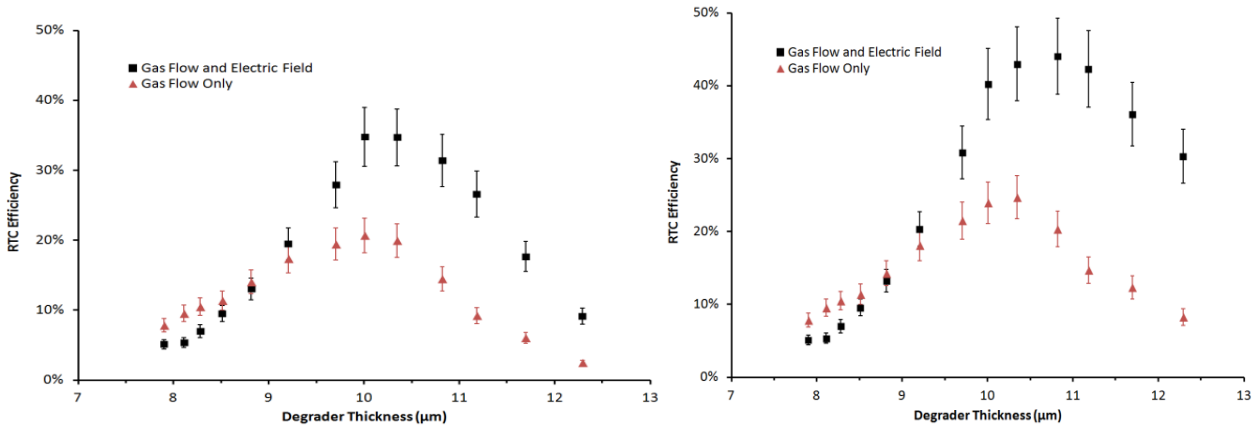 50%
40%
30%
20%
10%
0%
RTC Efficiency
Gas Flow and Electric Field
Gas Flow Only
7 8 9 10 11 12 13
Degrader Thickness (µm)
50%
40%
30%
20%
10%
0%
RTC Efficiency
Gas Flow and Electric Field
Gas Flow Only
7 8 9 10 11 12 13
Degrader Thickness (µm)